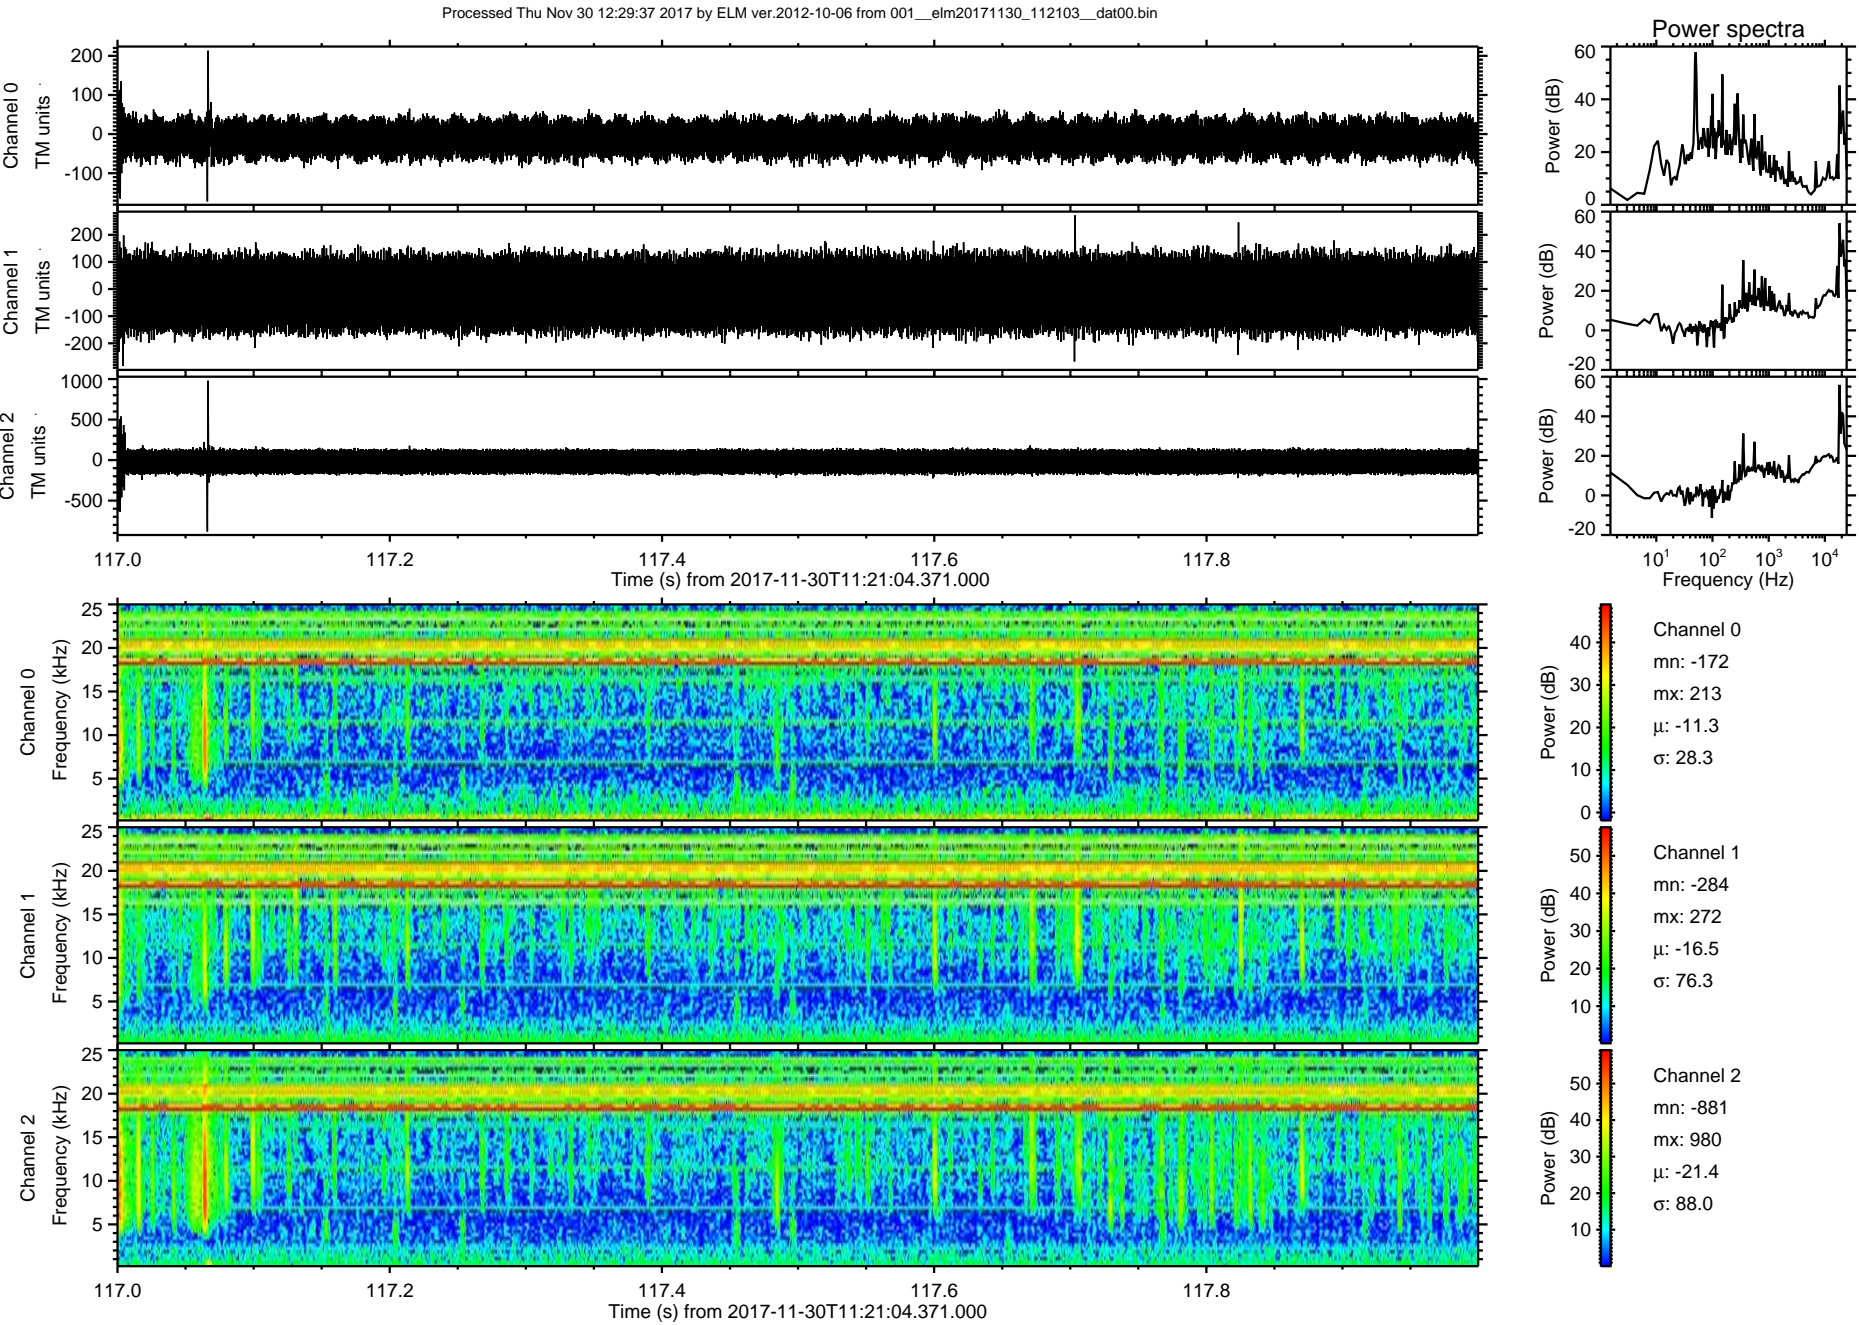 Processed Thu Nov 30 12:29:37 2017 by ELM ver.2012-10-06 from 001__elm20171130_112103__dat00.bin
Power spectra
Channel 0
TM units
200
100
0
-100
Power (dB)
60
40
20
0
Channel 1
TM units
200
100
0
-100
-200
Power (dB)
60
40
20
0
-20
Channel 2
TM units
1000
500
0
-500
Power (dB)
60
40
20
0
-20
117.0 117.2 117.4 117.6 117.8
Time (s) from 2017-11-30T11:21:04.371.000
10¹ 10² 10³ 10⁴
Frequency (Hz)
Channel 0
Frequency (kHz)
25
20
15
10
5
Power (dB)
40
30
20
10
0
Channel 0
mn: -172
mx: 213
μ: -11.3
σ: 28.3
Channel 1
Frequency (kHz)
25
20
15
10
5
Power (dB)
50
40
30
20
10
Channel 1
mn: -284
mx: 272
μ: -16.5
σ: 76.3
Channel 2
Frequency (kHz)
25
20
15
10
5
Power (dB)
50
40
30
20
10
Channel 2
mn: -881
mx: 980
μ: -21.4
σ: 88.0
117.0 117.2 117.4 117.6 117.8
Time (s) from 2017-11-30T11:21:04.371.000